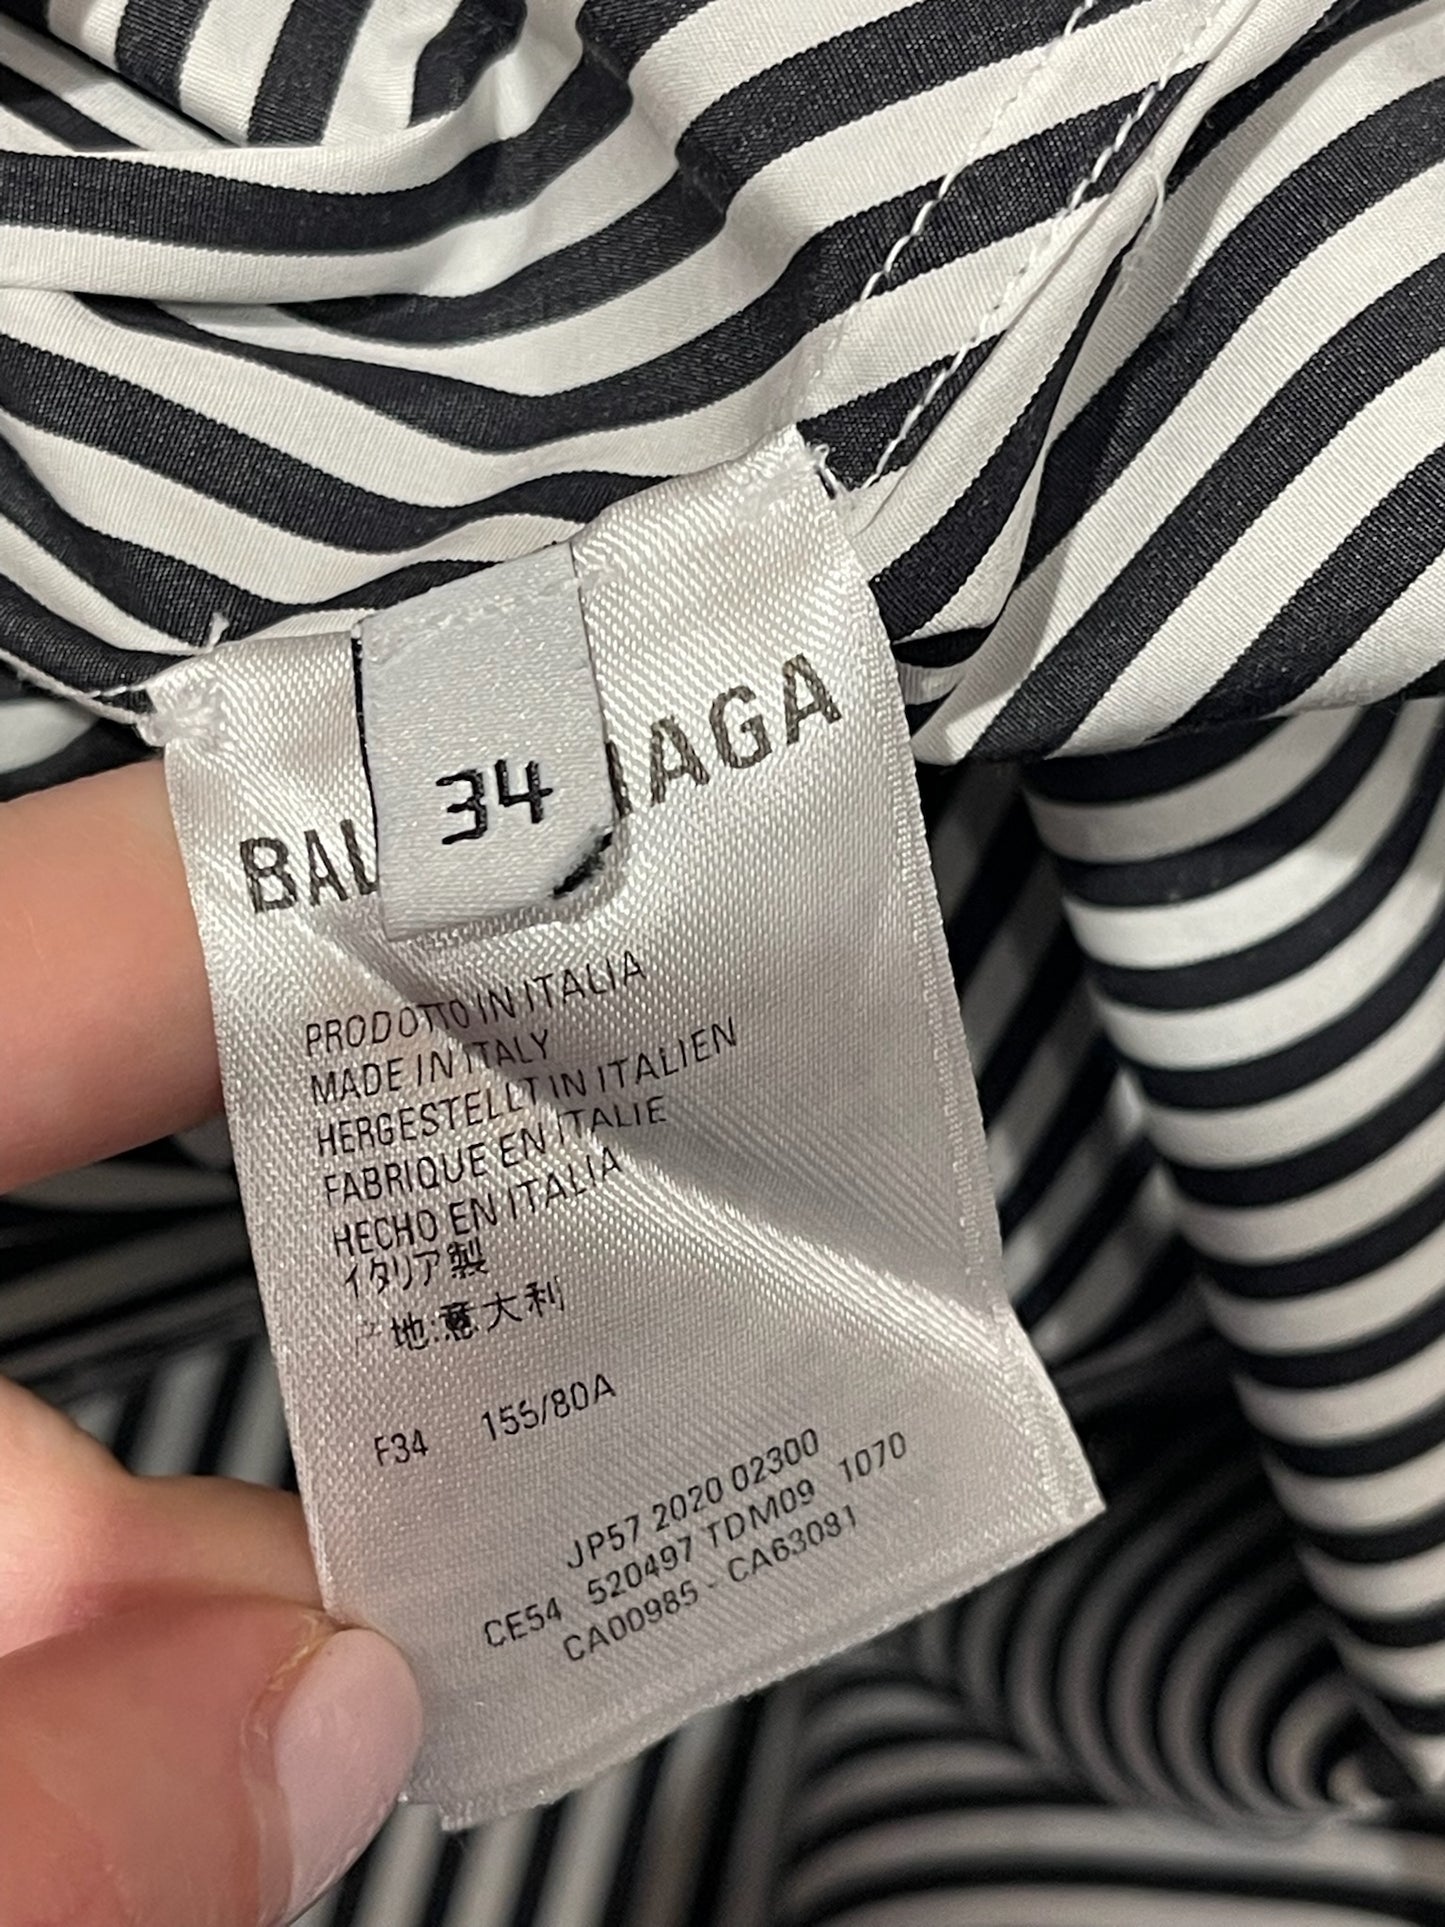 34
PRODOTTO IN ITALIA
MADE IN ITALY
HERGESTELLT IN ITALIEN
FABRIQUE EN ITALIE
HECHO EN ITALIA
イタリア製
产地:意大利
F34 155/80A
JP57 2020 02300
CE54 520497 TDM09 1070
CA00985 - CA63081